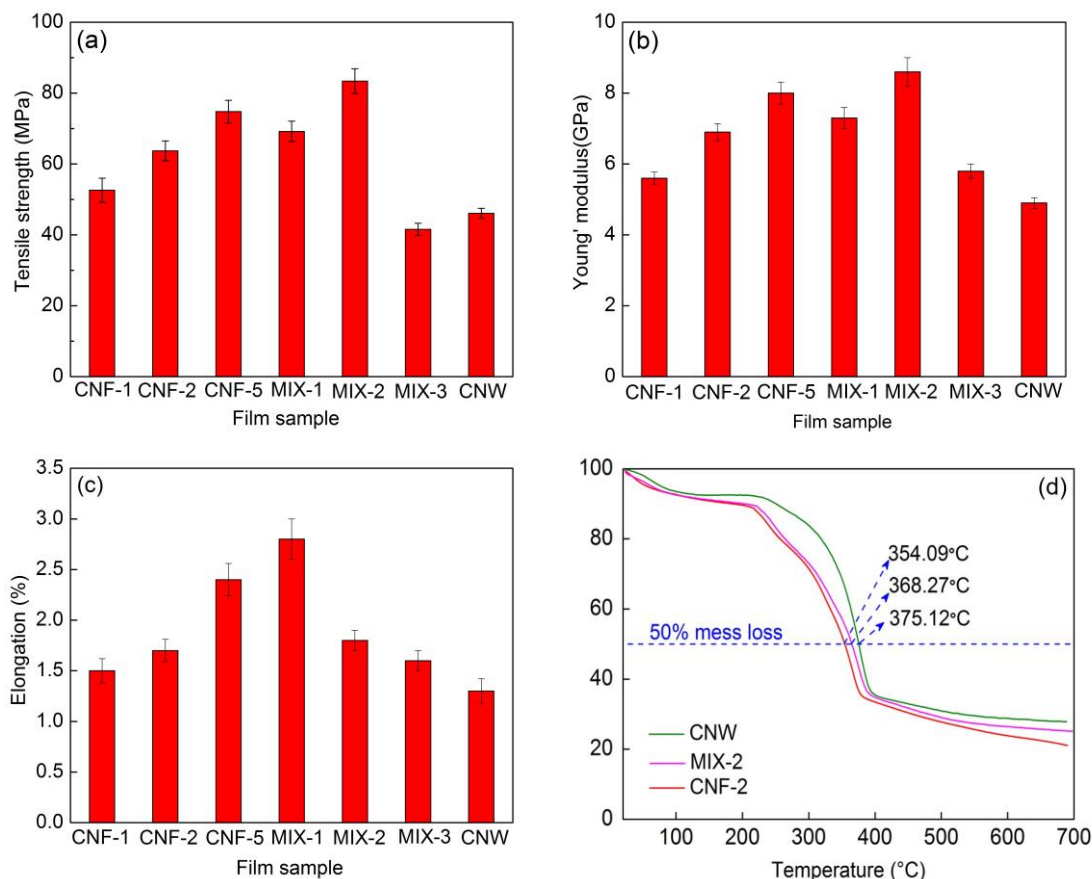 (a)
Tensile strength (MPa)
100
80
60
40
20
0
CNF-1 CNF-2 CNF-5 MIX-1 MIX-2 MIX-3 CNW
Film sample
(b)
Young' modulus(GPa)
10
8
6
4
2
0
CNF-1 CNF-2 CNF-5 MIX-1 MIX-2 MIX-3 CNW
Film sample
(c)
Elongation (%)
3.5
3.0
2.5
2.0
1.5
1.0
0.5
0.0
CNF-1 CNF-2 CNF-5 MIX-1 MIX-2 MIX-3 CNW
Film sample
(d)
100
80
60
40
20
0
354.09°C
368.27°C
375.12°C
50% mess loss
CNW
MIX-2
CNF-2
100 200 300 400 500 600 700
Temperature (°C)